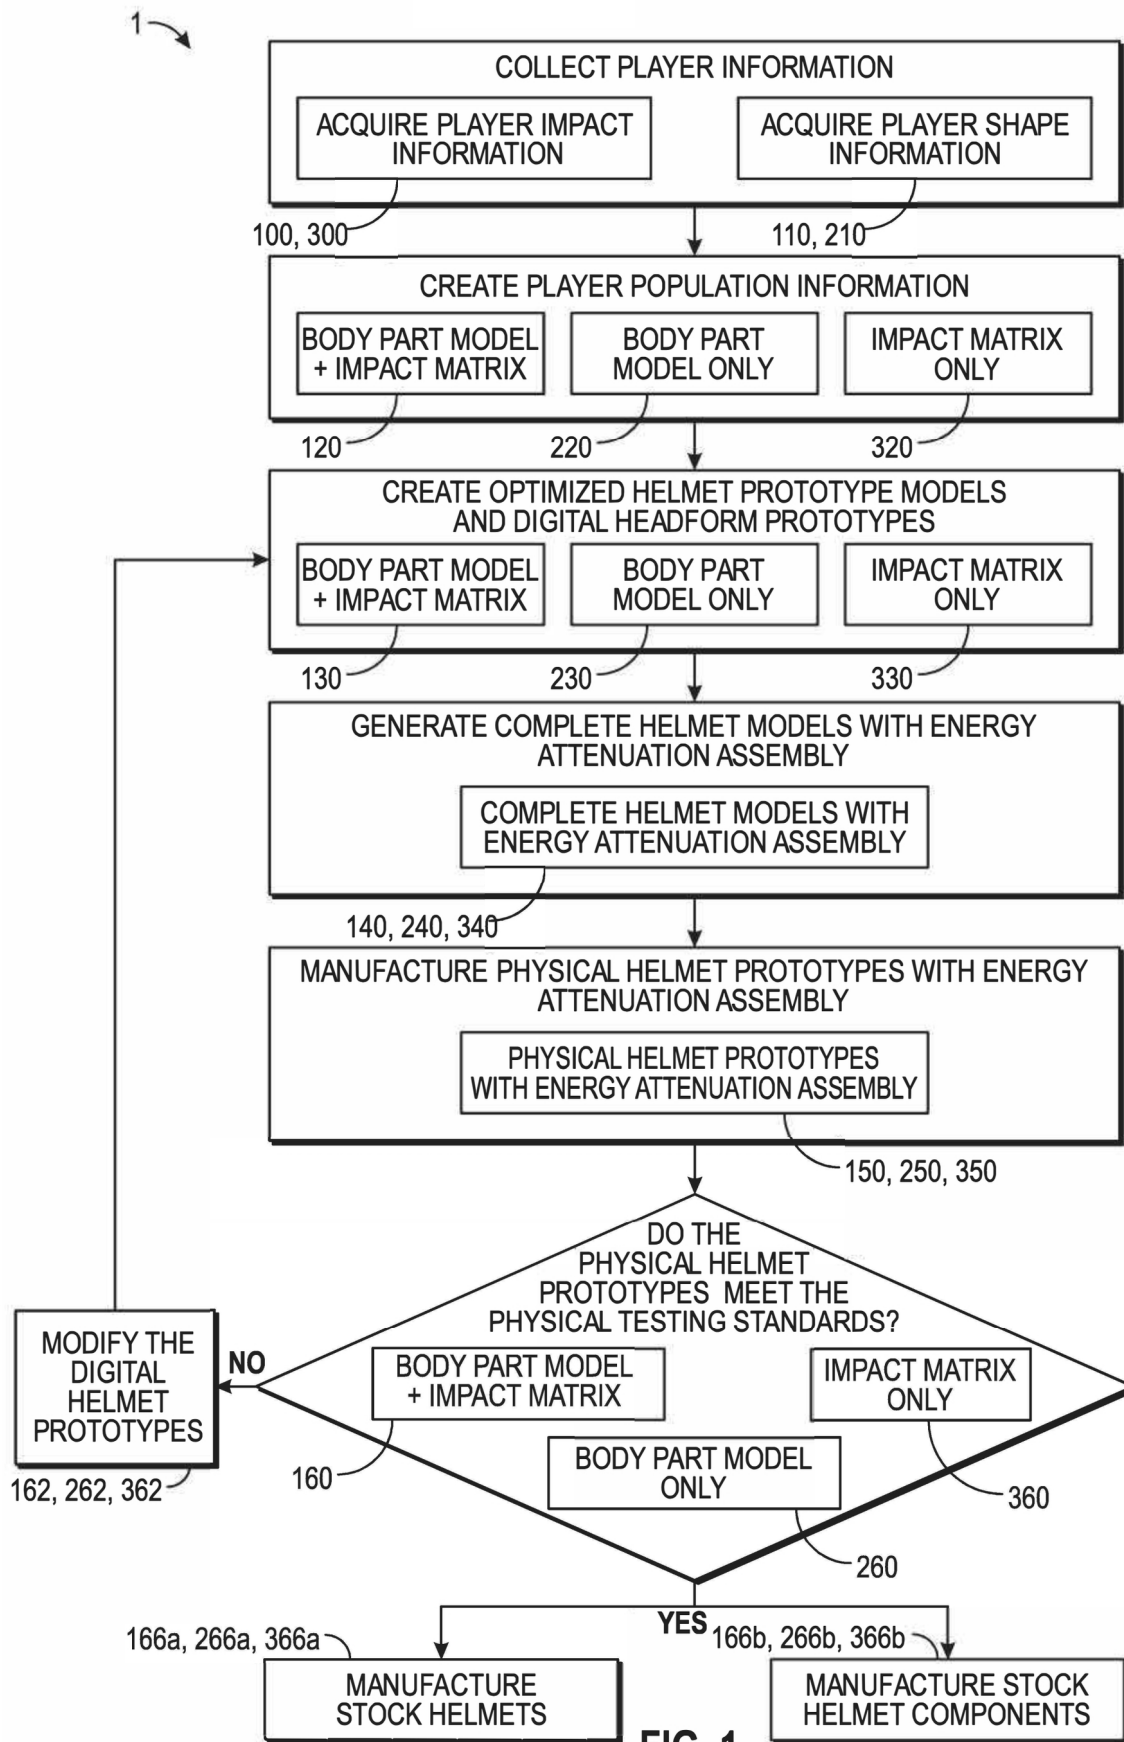 1
COLLECT PLAYER INFORMATION
ACQUIRE PLAYER IMPACT
INFORMATION
ACQUIRE PLAYER SHAPE
INFORMATION
100, 300
110, 210
CREATE PLAYER POPULATION INFORMATION
BODY PART MODEL
+ IMPACT MATRIX
BODY PART
MODEL ONLY
IMPACT MATRIX
ONLY
120
220
320
CREATE OPTIMIZED HELMET PROTOTYPE MODELS
AND DIGITAL HEADFORM PROTOTYPES
BODY PART MODEL
+ IMPACT MATRIX
BODY PART
MODEL ONLY
IMPACT MATRIX
ONLY
130
230
330
GENERATE COMPLETE HELMET MODELS WITH ENERGY
ATTENUATION ASSEMBLY
COMPLETE HELMET MODELS WITH
ENERGY ATTENUATION ASSEMBLY
140, 240, 340
MANUFACTURE PHYSICAL HELMET PROTOTYPES WITH ENERGY
ATTENUATION ASSEMBLY
PHYSICAL HELMET PROTOTYPES
WITH ENERGY ATTENUATION ASSEMBLY
150, 250, 350
DO THE
PHYSICAL HELMET
PROTOTYPES MEET THE
PHYSICAL TESTING STANDARDS?
BODY PART MODEL
+ IMPACT MATRIX
IMPACT MATRIX
ONLY
BODY PART MODEL
ONLY
160
360
260
NO
MODIFY THE
DIGITAL
HELMET
PROTOTYPES
162, 262, 362
YES
166a, 266a, 366a
166b, 266b, 366b
MANUFACTURE
STOCK HELMETS
MANUFACTURE STOCK
HELMET COMPONENTS
FIG. 1